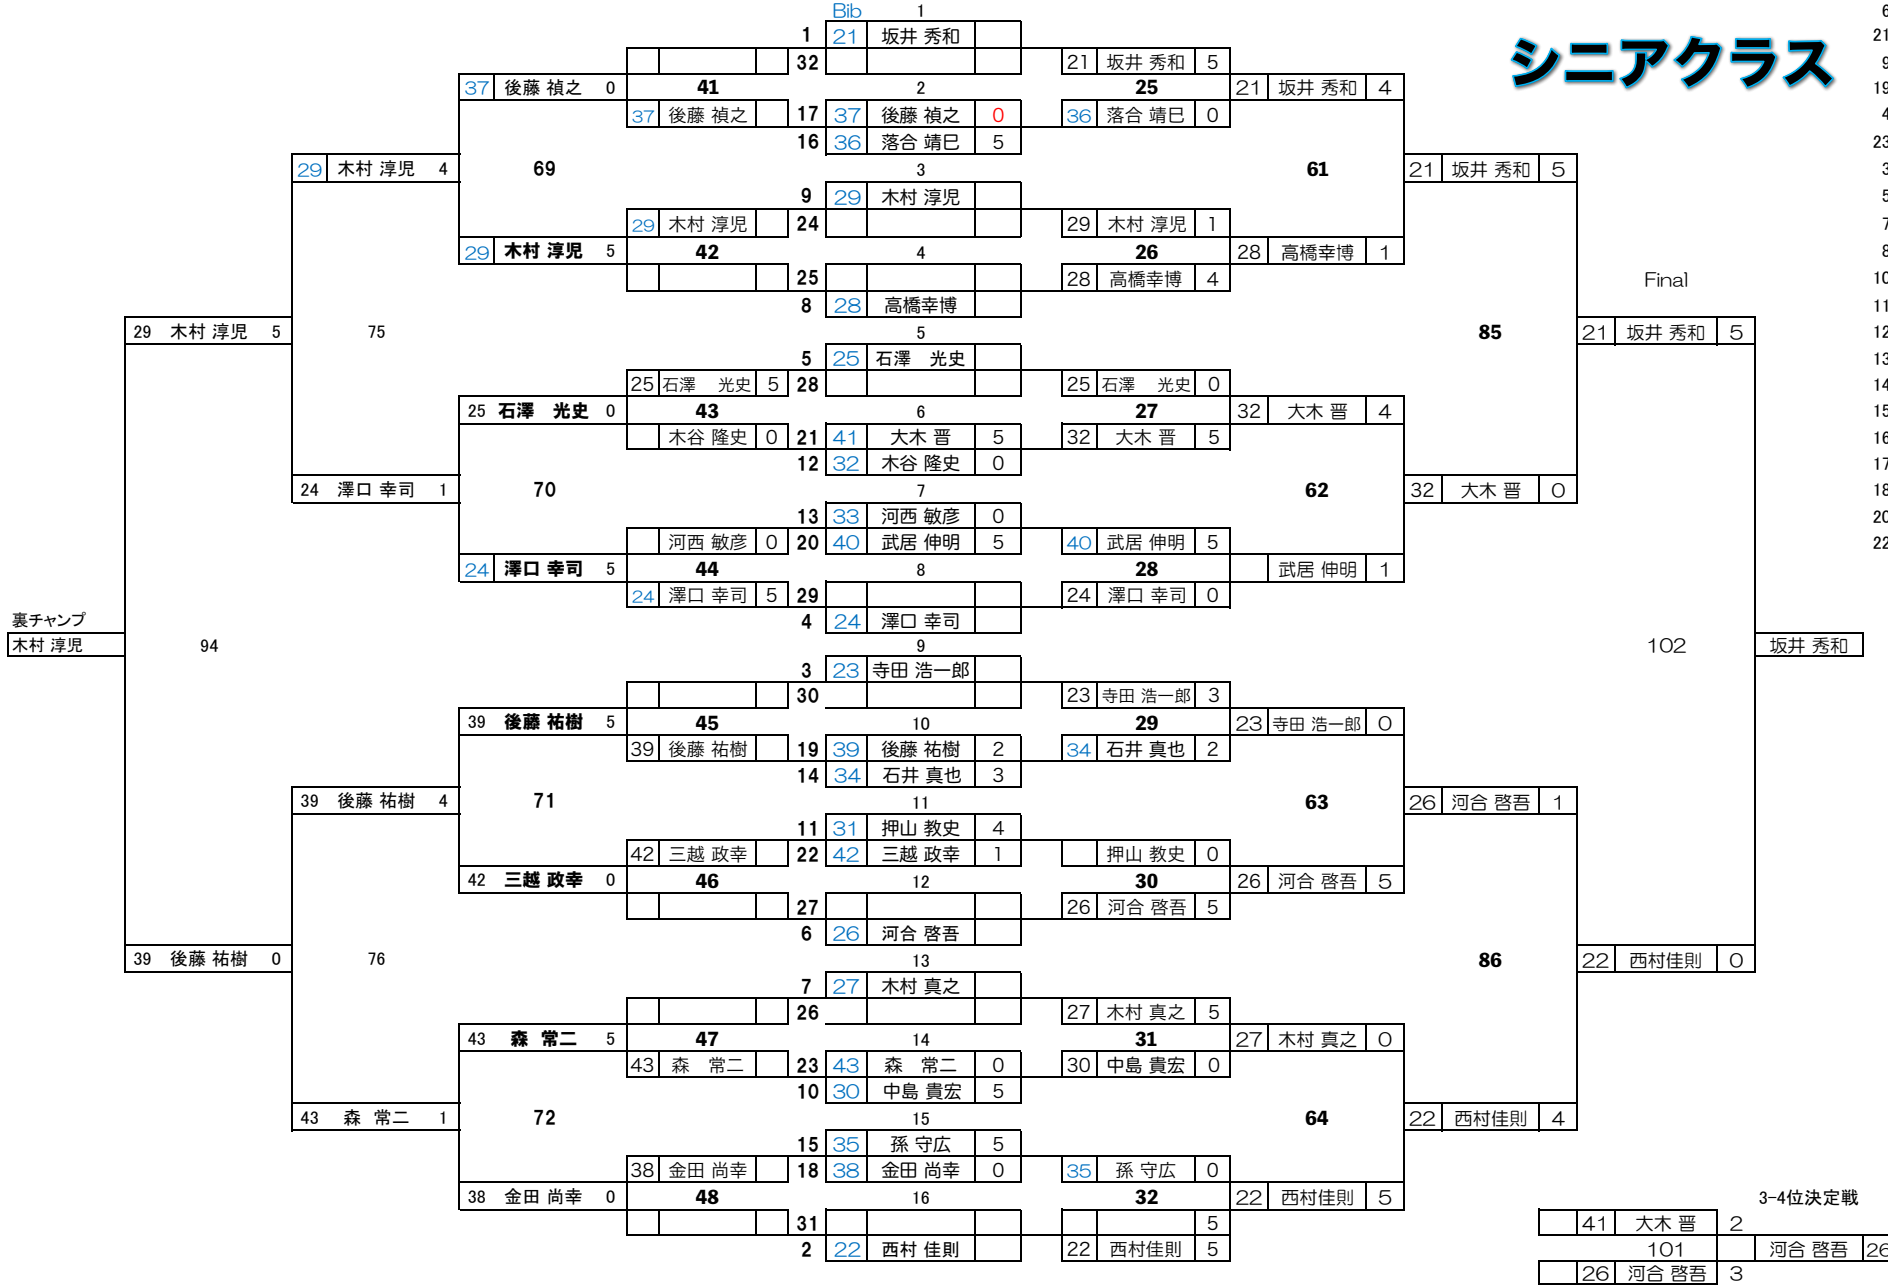 Bib 1
6
1 21 坂井 秀和
シニアクラス
21
32 21 坂井 秀和 5
9
37 後藤 禎之 0 41 2 25 21 坂井 秀和 4
19
37 後藤 禎之 17 37 後藤 禎之 0 36 落合 靖巳 0
4
16 36 落合 靖巳 5
23
29 木村 淳児 4 69 3 61 21 坂井 秀和 5
3
9 29 木村 淳児
5
29 木村 淳児 24 29 木村 淳児 1
7
29 木村 淳児 5 42 4 26 28 高橋幸博 1
8
25 28 高橋幸博 4 Final
10
8 28 高橋幸博
11
29 木村 淳児 5 75 5 85 21 坂井 秀和 5
12
5 25 石澤 光史
13
25 石澤 光史 5 28 25 石澤 光史 0
14
25 石澤 光史 0 43 6 27 32 大木 晋 4
15
木谷 隆史 0 21 41 大木 晋 5 32 大木 晋 5
16
12 32 木谷 隆史 0
17
24 澤口 幸司 1 70 7 62 32 大木 晋 0
18
13 33 河西 敏彦 0
20
河西 敏彦 0 20 40 武居 伸明 5 40 武居 伸明 5
22
24 澤口 幸司 5 44 8 28 武居 伸明 1
24 澤口 幸司 5 29 24 澤口 幸司 0
裏チャンプ 4 24 澤口 幸司
木村 淳児 94 9 102 坂井 秀和
3 23 寺田 浩一郎
30 23 寺田 浩一郎 3
39 後藤 祐樹 5 45 10 29 23 寺田 浩一郎 0
39 後藤 祐樹 19 39 後藤 祐樹 2 34 石井 真也 2
14 34 石井 真也 3
39 後藤 祐樹 4 71 11 63 26 河合 啓吾 1
11 31 押山 教史 4
42 三越 政幸 22 42 三越 政幸 1 押山 教史 0
42 三越 政幸 0 46 12 30 26 河合 啓吾 5
27 26 河合 啓吾 5
6 26 河合 啓吾
39 後藤 祐樹 0 76 13 86 22 西村佳則 0
7 27 木村 真之
26 27 木村 真之 5
43 森 常二 5 47 14 31 27 木村 真之 0
43 森 常二 23 43 森 常二 0 30 中島 貴宏 0
10 30 中島 貴宏 5
43 森 常二 1 72 15 64 22 西村佳則 4
15 35 孫 守広 5
38 金田 尚幸 18 38 金田 尚幸 0 35 孫 守広 0
38 金田 尚幸 0 48 16 32 22 西村佳則 5 3-4位決定戦
31 5 41 大木 晋 2
2 22 西村 佳則 22 西村佳則 5 101 河合 啓吾 26
26 河合 啓吾 3